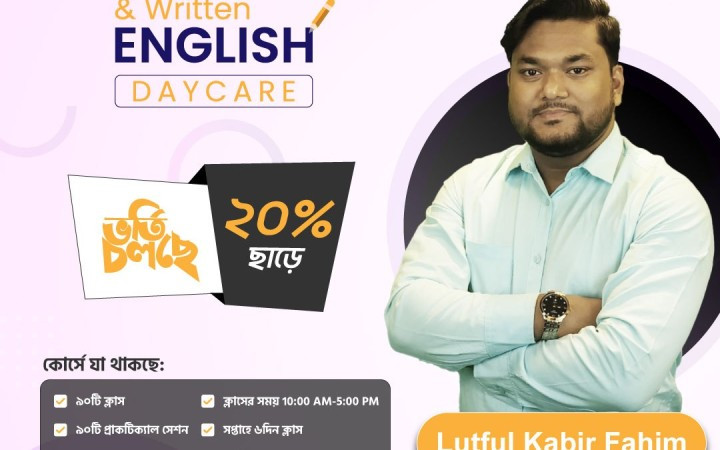 & Written
ENGLISH
DAYCARE
ভর্তি
চলছে
২০%
ছাড়ে
কোর্সে যা থাকছে:
৯০টি ক্লাস
ক্লাসের সময় 10:00 AM-5:00 PM
৯০টি প্রাকটিক্যাল সেশন
সপ্তাহে ৬দিন ক্লাস
Lutful Kabir Fahim